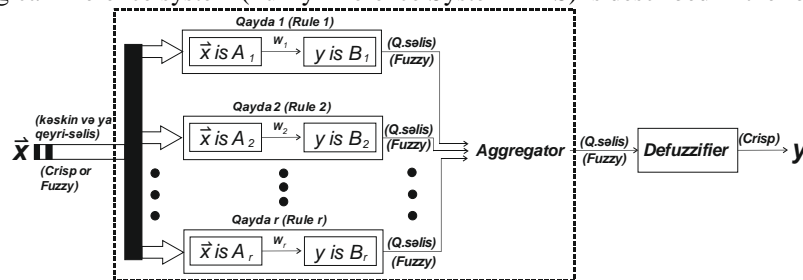 Qayda 1 (Rule 1)
x⃗ is A₁ w₁ y is B₁
(Q.səlis)
(Fuzzy)
(kəskin və ya
qeyri-səlis)
x⃗
(Crisp or
Fuzzy)
Qayda 2 (Rule 2)
x⃗ is A₂ w₂ y is B₂
(Q.səlis)
(Fuzzy)
Aggregator
(Q.səlis)
(Fuzzy)
Defuzzifier
(Crisp)
y
Qayda r (Rule r)
x⃗ is Aᵣ wᵣ y is Bᵣ
(Q.səlis)
(Fuzzy)